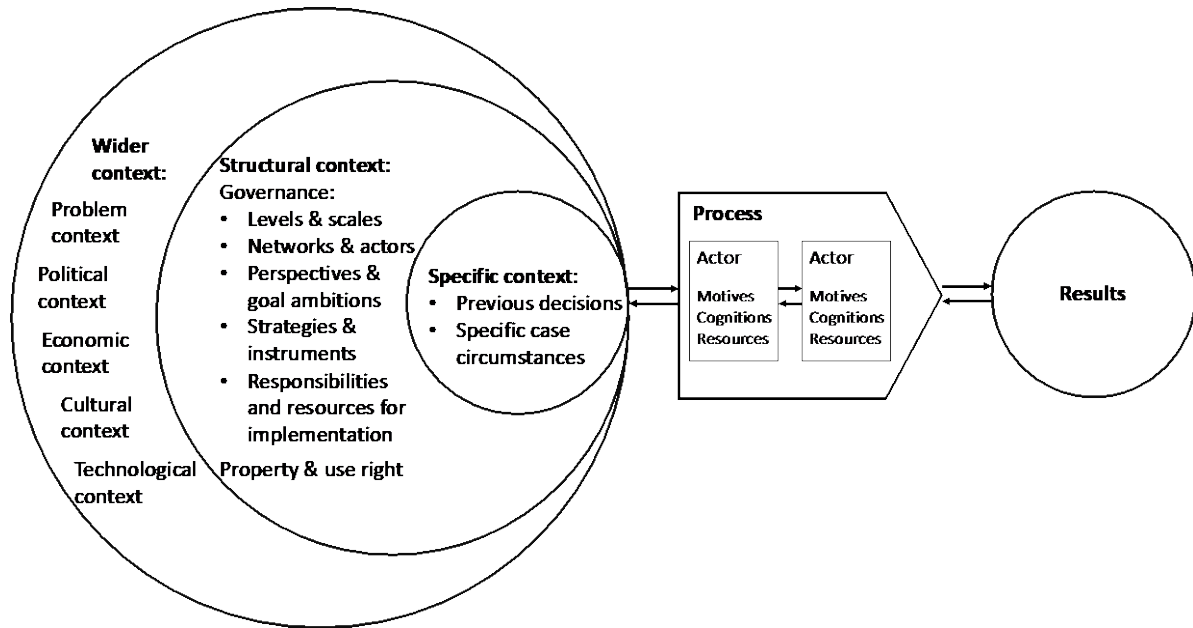 Wider
context:
Problem
context
Political
context
Economic
context
Cultural
context
Technological
context
Structural context:
Governance:
• Levels & scales
• Networks & actors
• Perspectives &
goal ambitions
• Strategies &
instruments
• Responsibilities
and resources for
implementation
Property & use right
Specific context:
• Previous decisions
• Specific case
circumstances
Process
Actor
Motives
Cognitions
Resources
Actor
Motives
Cognitions
Resources
Results